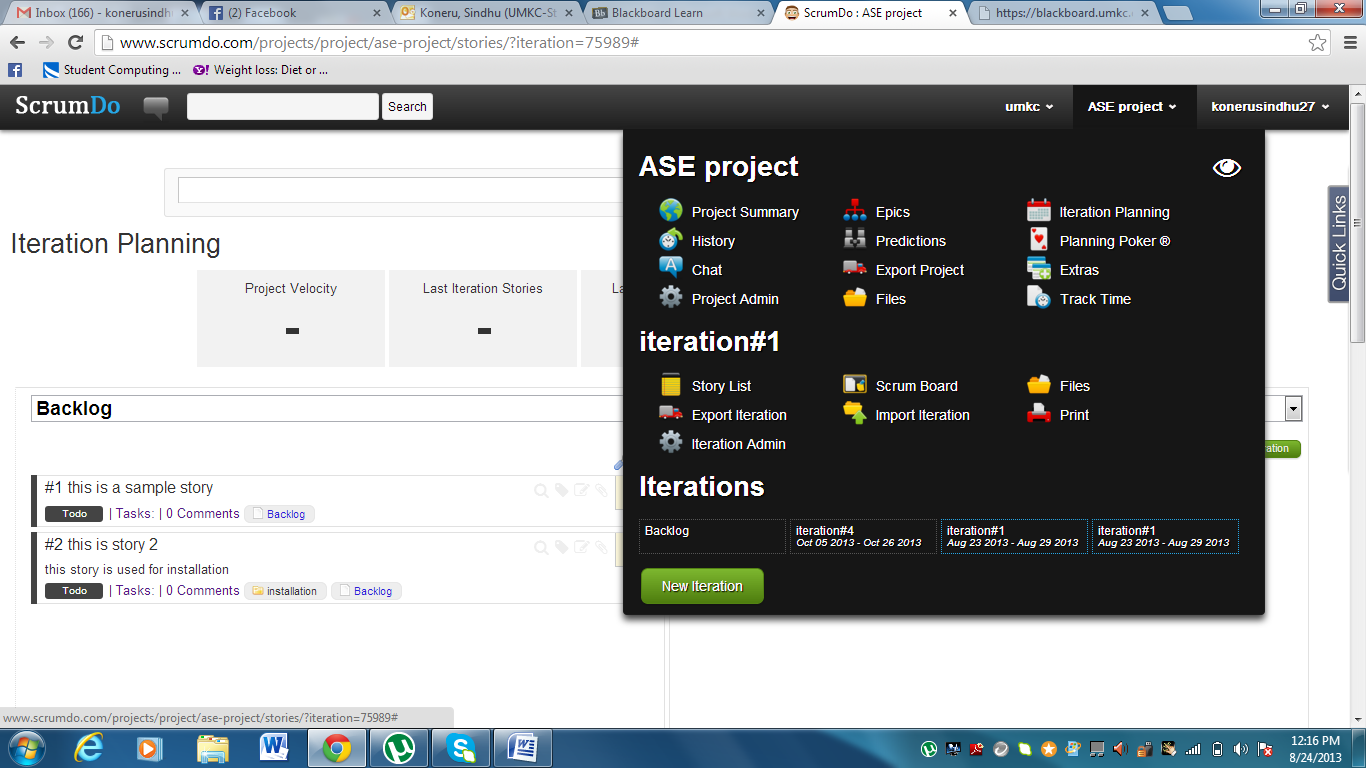 Inbox (166) - konerusindh
(2) Facebook
Koneru, Sindhu (UMKC-St
Bb Blackboard Learn
ScrumDo : ASE project
https://blackboard.umkc.
www.scrumdo.com/projects/project/ase-project/stories/?iteration=75989#
Student Computing ...
Weight loss: Diet or ...
ScrumDo
Search
umkc
ASE project
konerusindhu27
ASE project
Project Summary
Epics
Iteration Planning
History
Predictions
Planning Poker ®
Chat
Export Project
Extras
Project Admin
Files
Track Time
iteration#1
Story List
Scrum Board
Files
Export Iteration
Import Iteration
Print
Iteration Admin
Iterations
Backlog
iteration#4
Oct 05 2013 - Oct 26 2013
iteration#1
Aug 23 2013 - Aug 29 2013
iteration#1
Aug 23 2013 - Aug 29 2013
New Iteration
Quick Links
Iteration Planning
Project Velocity
-
Last Iteration Stories
-
La
Backlog
ation
#1 this is a sample story
Todo | Tasks: | 0 Comments Backlog
#2 this is story 2
this story is used for installation
Todo | Tasks: | 0 Comments installation Backlog
www.scrumdo.com/projects/project/ase-project/stories/?iteration=75989#
12:16 PM
8/24/2013